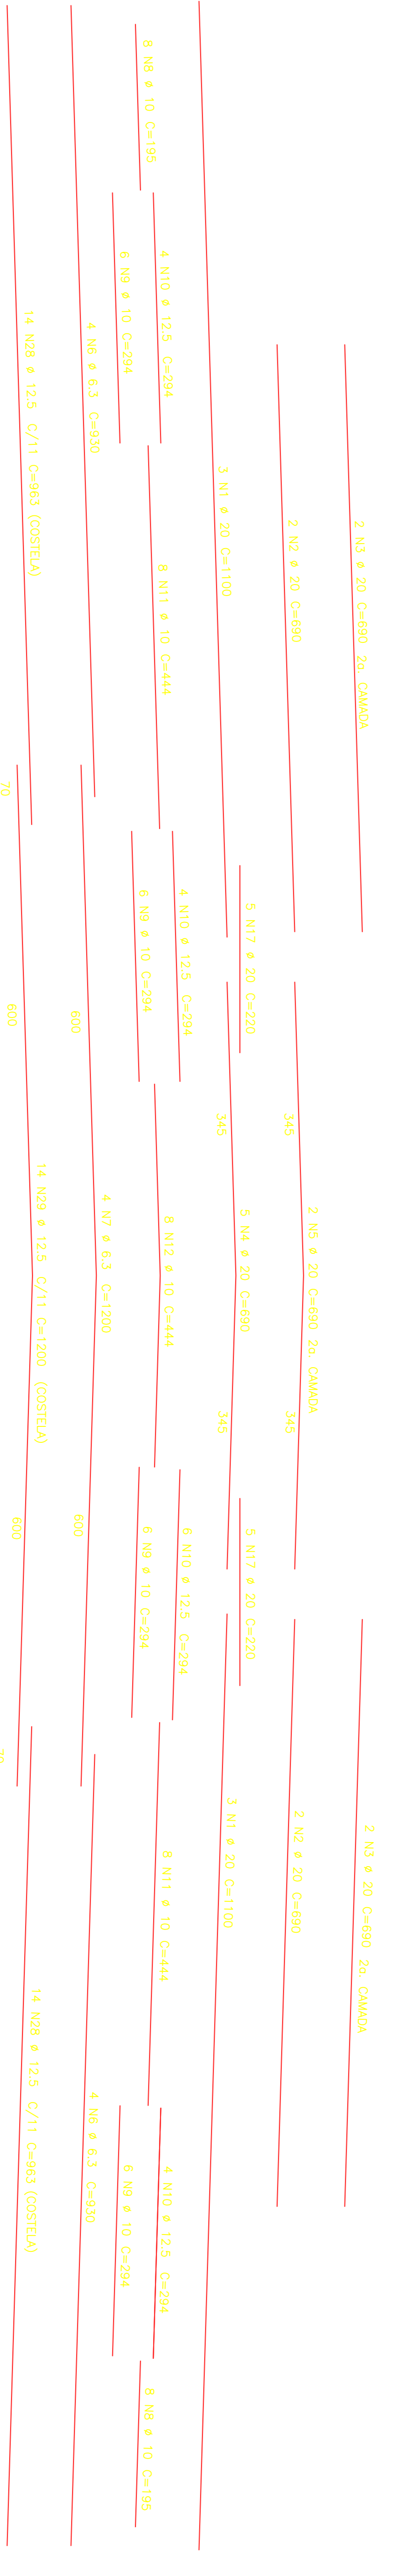 8 N8 ø 10 C=195
6 N9 ø 10 C=294
4 N10 ø 12.5 C=294
14 N28 ø 12.5 C/11 C=963 (COSTELA)
4 N6 ø 6.3 C=930
3 N1 ø 20 C=1100
2 N2 ø 20 C=690
2 N3 ø 20 C=690 2a. CAMADA
8 N11 ø 10 C=444
70
6 N9 ø 10 C=294
4 N10 ø 12.5 C=294
5 N17 ø 20 C=220
600
600
345
345
14 N29 ø 12.5 C/11 C=1200 (COSTELA)
4 N7 ø 6.3 C=1200
8 N12 ø 10 C=444
5 N4 ø 20 C=690
2 N5 ø 20 C=690 2a. CAMADA
345
345
600
600
6 N9 ø 10 C=294
6 N10 ø 12.5 C=294
5 N17 ø 20 C=220
70
3 N1 ø 20 C=1100
2 N2 ø 20 C=690
2 N3 ø 20 C=690 2a. CAMADA
8 N11 ø 10 C=444
14 N28 ø 12.5 C/11 C=963 (COSTELA)
4 N6 ø 6.3 C=930
6 N9 ø 10 C=294
4 N10 ø 12.5 C=294
8 N8 ø 10 C=195